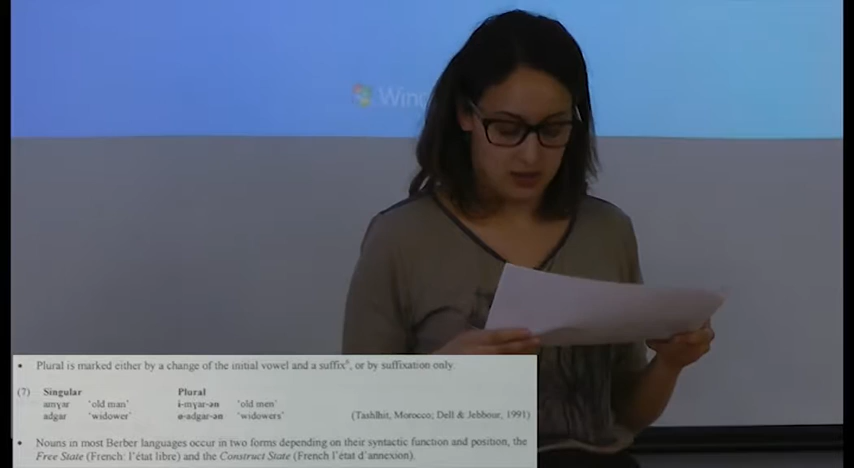 Wind
• Plural is marked either by a change of the initial vowel and a suffix⁶, or by suffixation only.
(7) Singular Plural
amγar ‘old man’ i-mγar-ən ‘old men’
adgar ‘widower’ ə-adgar-ən ‘widowers’ (Tashlhit, Morocco; Dell & Jebbour, 1991)
• Nouns in most Berber languages occur in two forms depending on their syntactic function and position, the
Free State (French: l’état libre) and the Construct State (French l’état d’annexion).